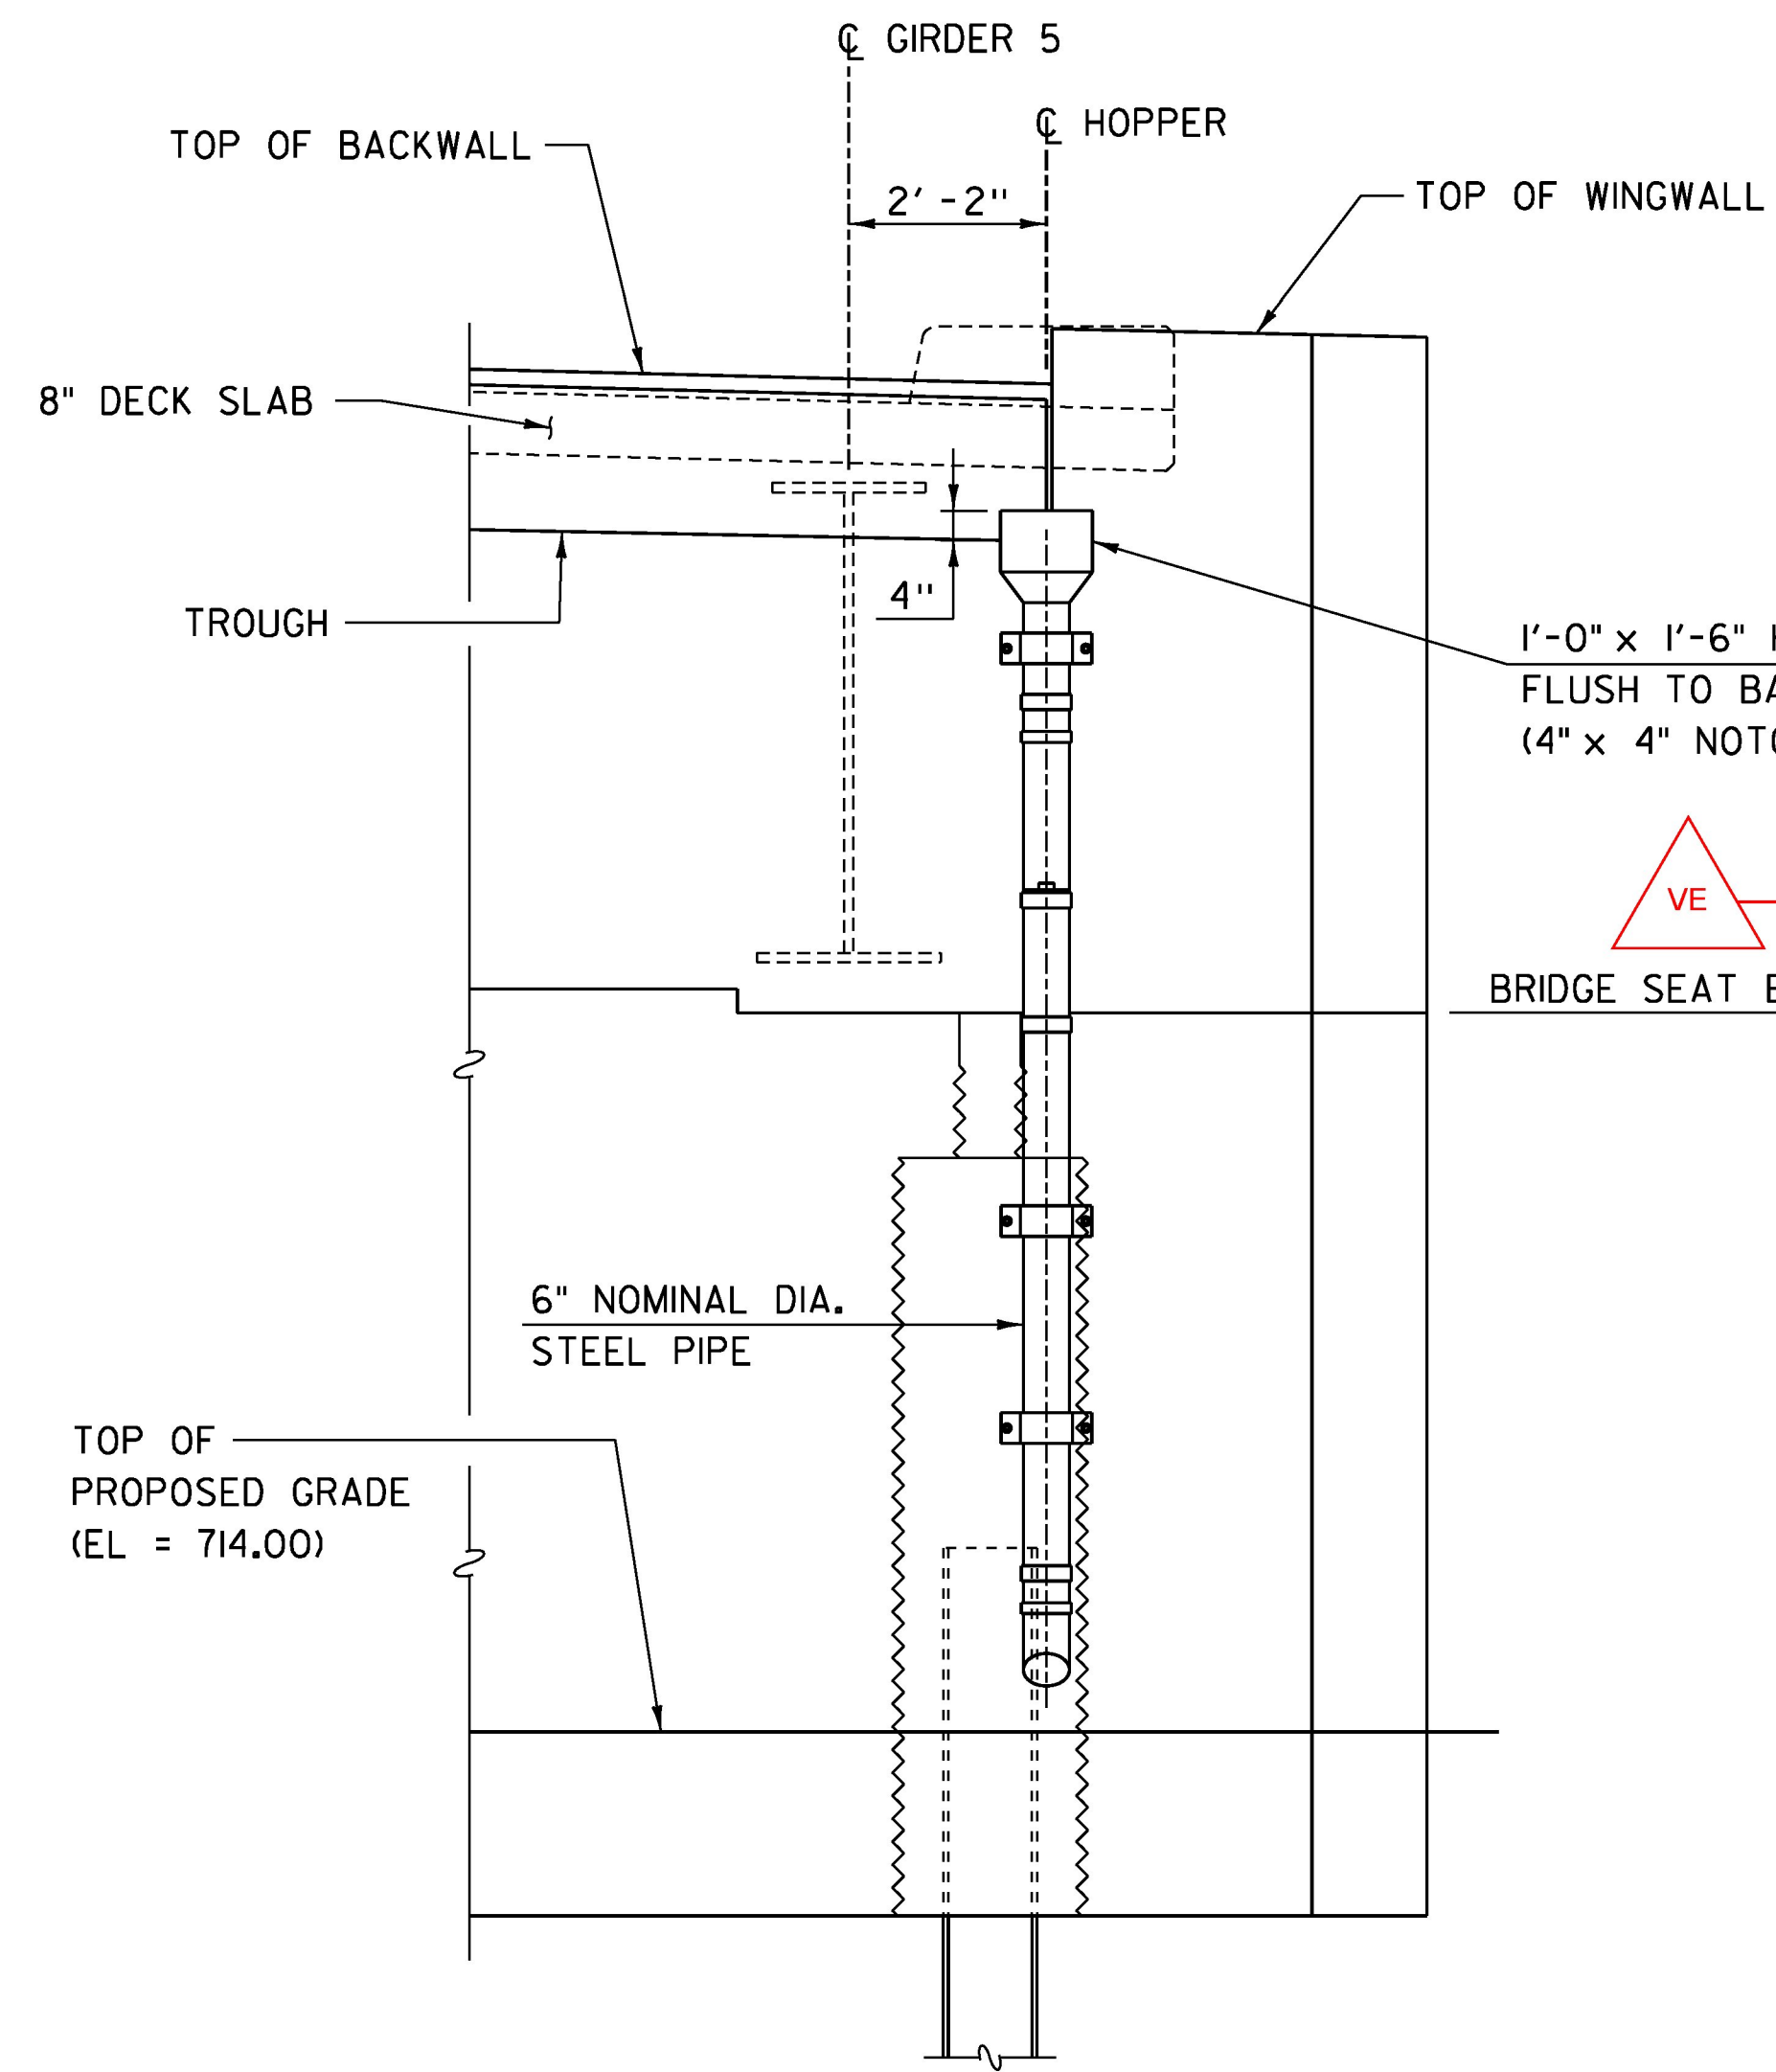 ℄ GIRDER 5
℄ HOPPER
TOP OF BACKWALL
2'-2"
TOP OF WINGWALL
8" DECK SLAB
4"
TROUGH
1'-0" x 1'-6"
FLUSH TO
(4" x 4"
VE
BRIDGE SEAT
6" NOMINAL DIA.
STEEL PIPE
TOP OF
PROPOSED GRADE
(EL = 714.00)